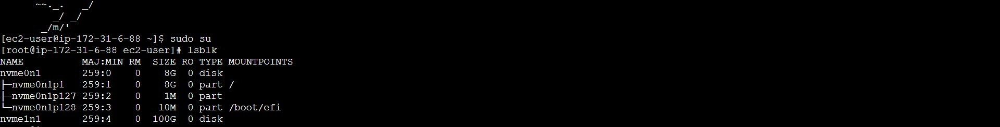 ~~._.   _/
_/ _/
_/m/'
[ec2-user@ip-172-31-6-88 ~]$ sudo su
[root@ip-172-31-6-88 ec2-user]# lsblk
NAME          MAJ:MIN RM  SIZE RO TYPE MOUNTPOINTS
nvme0n1       259:0    0    8G  0 disk
├─nvme0n1p1   259:1    0    8G  0 part /
├─nvme0n1p127 259:2    0    1M  0 part
└─nvme0n1p128 259:3    0   10M  0 part /boot/efi
nvme1n1       259:4    0  100G  0 disk